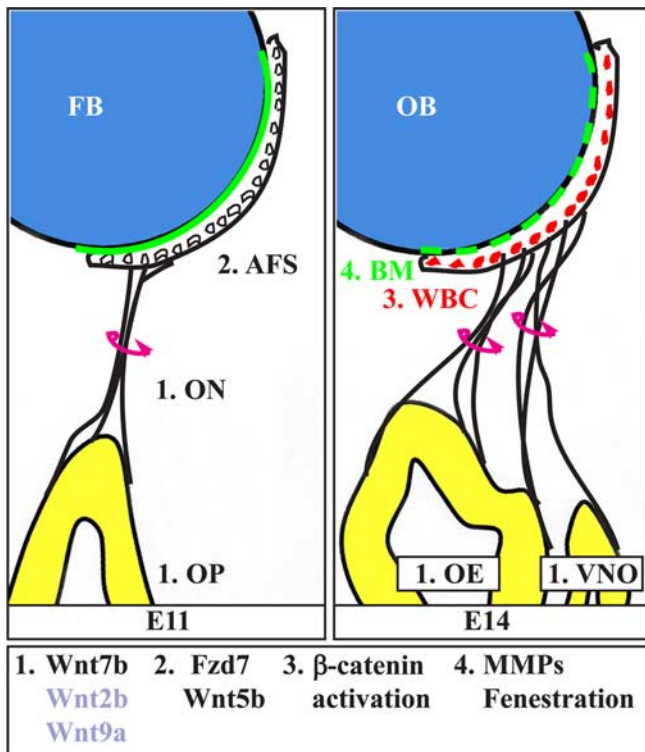 FB
2. AFS
1. ON
1. OP
E11
OB
4. BM
3. WBC
1. OE
1. VNO
E14
1. Wnt7b
Wnt2b
Wnt9a
2. Fzd7
Wnt5b
3. β-catenin
activation
4. MMPs
Fenestration